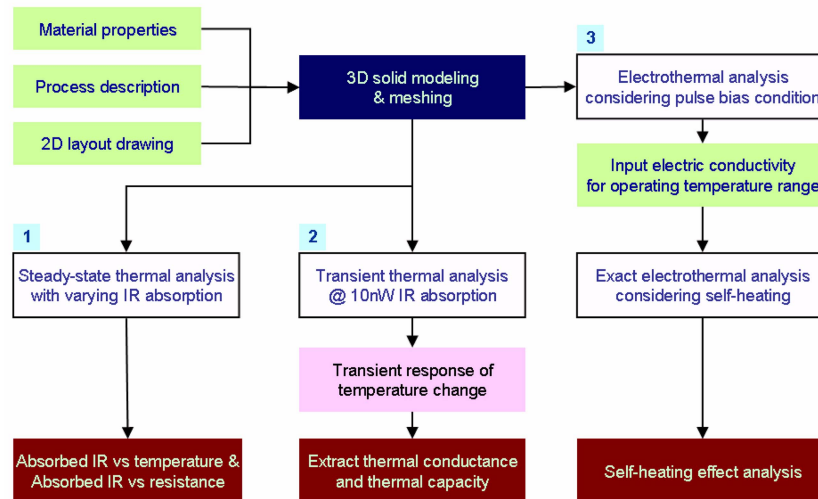 Material properties
Process description
2D layout drawing
3D solid modeling
& meshing
3
Electrothermal analysis
considering pulse bias condition
Input electric conductivity
for operating temperature range
1
Steady-state thermal analysis
with varying IR absorption
2
Transient thermal analysis
@ 10nW IR absorption
Exact electrothermal analysis
considering self-heating
Transient response of
temperature change
Absorbed IR vs temperature &
Absorbed IR vs resistance
Extract thermal conductance
and thermal capacity
Self-heating effect analysis